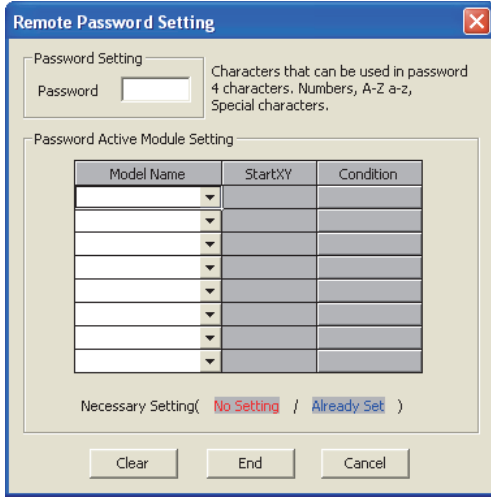 Remote Password Setting
Password Setting
Password
Characters that can be used in password
4 characters. Numbers, A-Z a-z,
Special characters.
Password Active Module Setting
Model Name StartXY Condition
Necessary Setting( No Setting / Already Set )
Clear End Cancel